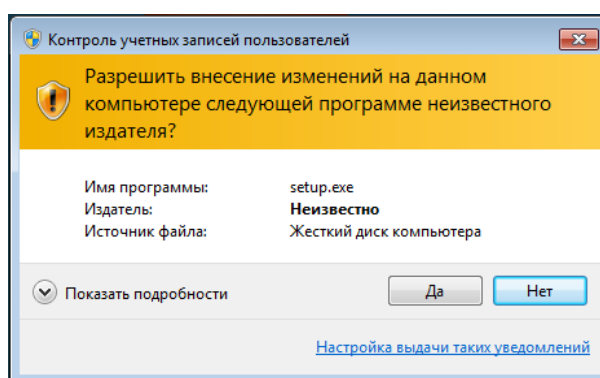 Контроль учетных записей пользователей
Разрешить внесение изменений на данном
компьютере следующей программе неизвестного
издателя?
Имя программы: setup.exe
Издатель: Неизвестно
Источник файла: Жесткий диск компьютера
Показать подробности
Да
Нет
Настройка выдачи таких уведомлений